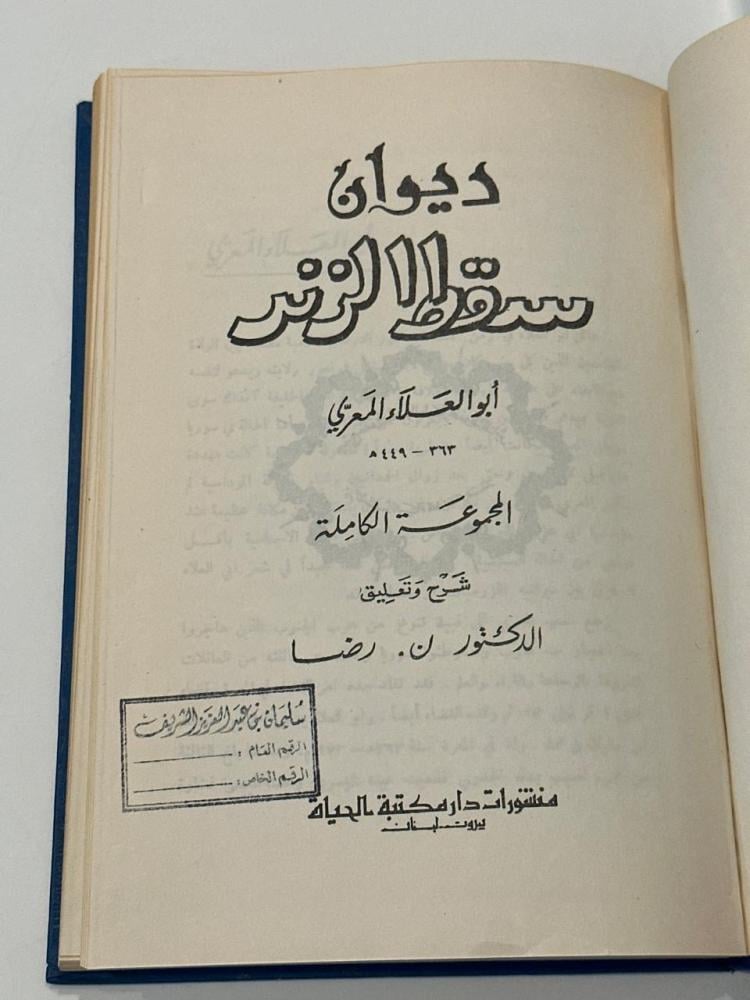 ديوان
سقط الزند
أبو العلاء المعري
٣٦٣ - ٤٤٩ ه
المجموعة الكاملة
شرح وتعليق
الدكتور ن. رضا
سليمان بن عبد العزيز الشريف
الرقم العام :
الرقم الخاص :
منشورات دار مكتبة الحياة
بيروت - لبنان